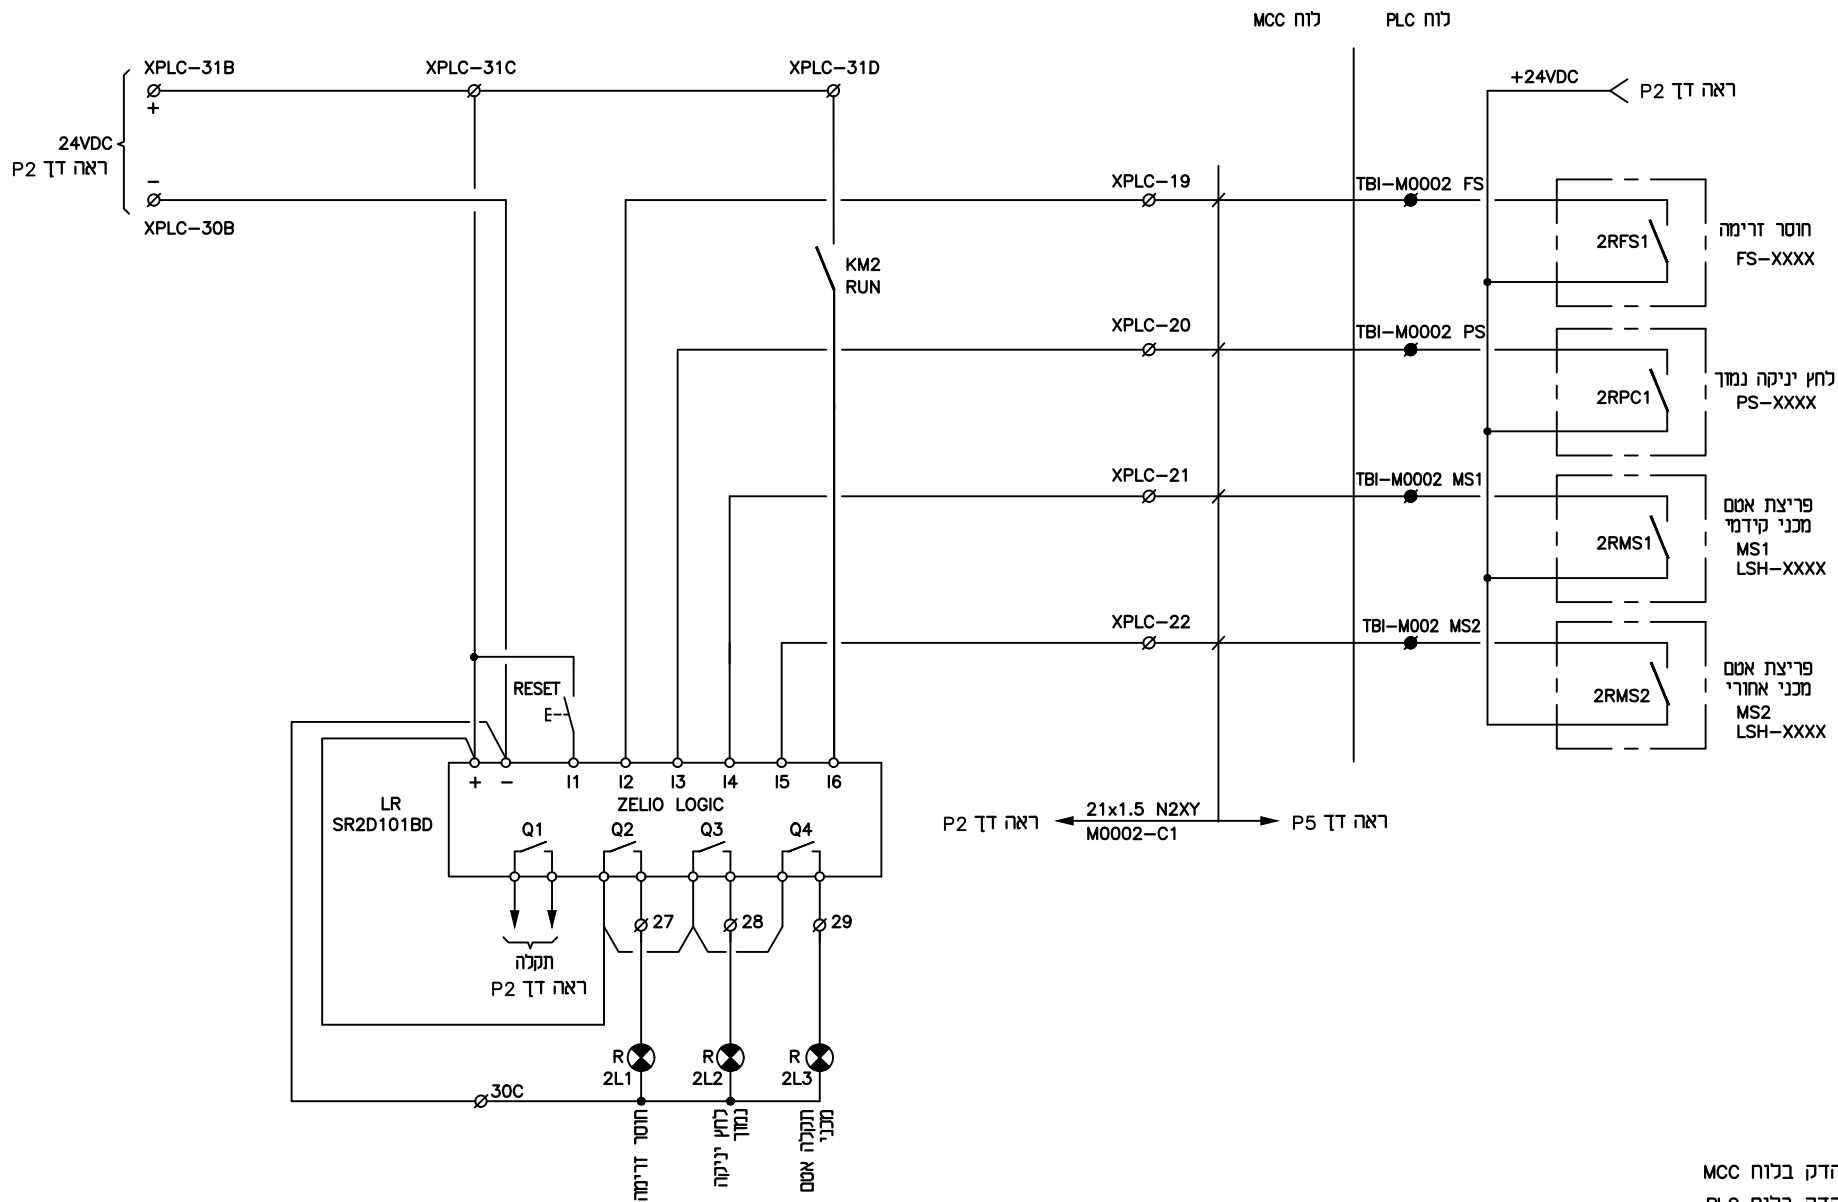 לוח MCC
לוח PLC
XPLC-31B
XPLC-31C
XPLC-31D
+24VDC
ראה דף P2
+
24VDC
ראה דף P2
−
XPLC-30B
XPLC-19
TBI-M0002 FS
2RFS1
חוסר זרימה
FS-XXXX
KM2
RUN
XPLC-20
TBI-M0002 PS
2RPC1
לחץ יניקה נמוך
PS-XXXX
XPLC-21
TBI-M0002 MS1
2RMS1
פריצת אטם
מכני קידמי
MS1
LSH-XXXX
XPLC-22
TBI-M002 MS2
2RMS2
פריצת אטם
מכני אחורי
MS2
LSH-XXXX
RESET
E
+ − I1 I2 I3 I4 I5 I6
LR
SR2D101BD
ZELIO LOGIC
Q1 Q2 Q3 Q4
ראה דף P2
21x1.5 N2XY
M0002-C1
ראה דף P5
27 28 29
תקלה
ראה דף P2
R
2L1
R
2L2
R
2L3
30C
חוסר זרימה
לחץ יניקה
נמוך
תקלה אטם
מכני
הדק בלוח MCC
הדק בלוח PLC